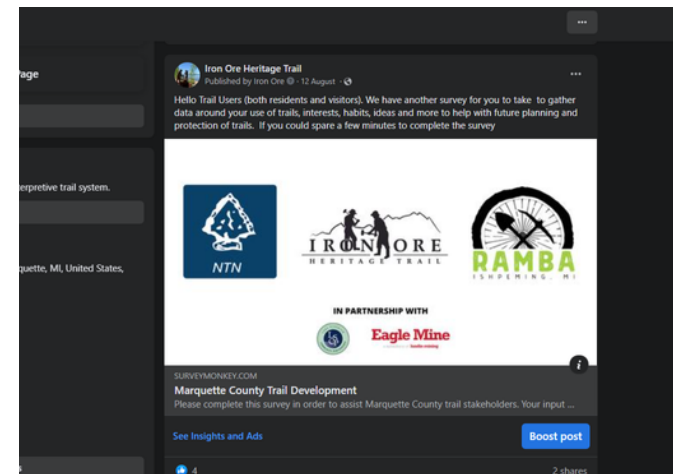 Page
Iron Ore Heritage Trail
Published by Iron Ore · 12 August ·
Hello Trail Users (both residents and visitors). We have another survey for you to take to gather
data around your use of trails, interests, habits, ideas and more to help with future planning and
protection of trails. If you could spare a few minutes to complete the survey
erpretive trail system.
quette, MI, United States,
NTN
IRON ORE
HERITAGE TRAIL
RAMBA
ISHPEMING, MI
IN PARTNERSHIP WITH
Eagle Mine
SURVEYMONKEY.COM
Marquette County Trail Development
Please complete this survey in order to assist Marquette County trail stakeholders. Your input ...
See Insights and Ads
Boost post
4
2 shares